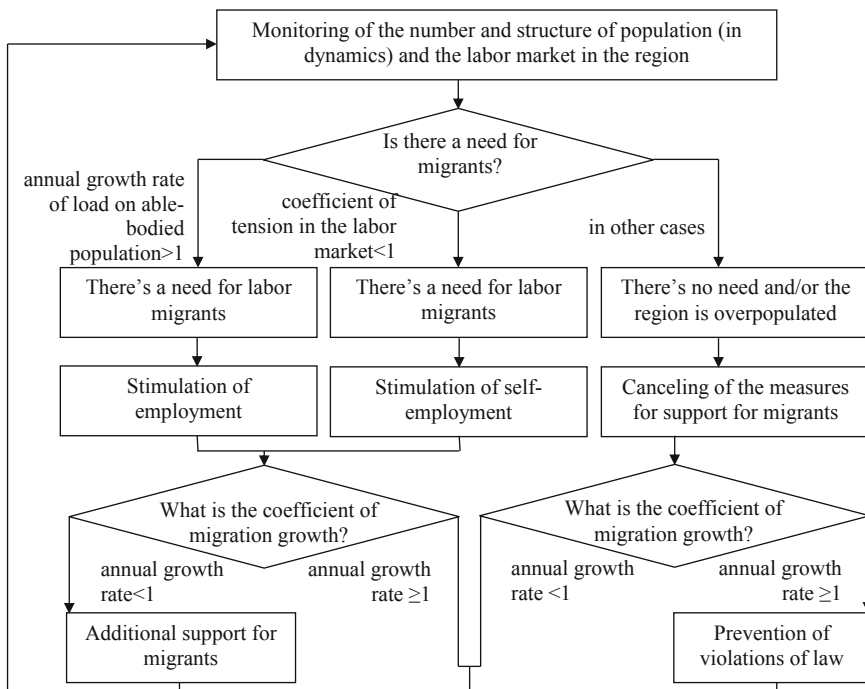 Monitoring of the number and structure of population (in
dynamics) and the labor market in the region
Is there a need for
migrants?
annual growth rate
of load on able-
bodied
population>1
coefficient of
tension in the labor
market<1
in other cases
There's a need for labor
migrants
There's a need for labor
migrants
There's no need and/or the
region is overpopulated
Stimulation of
employment
Stimulation of self-
employment
Canceling of the measures
for support for migrants
What is the coefficient of
migration growth?
What is the coefficient of
migration growth?
annual growth
rate<1
annual growth
rate ≥1
annual growth
rate <1
annual growth
rate ≥1
Additional support for
migrants
Prevention of
violations of law